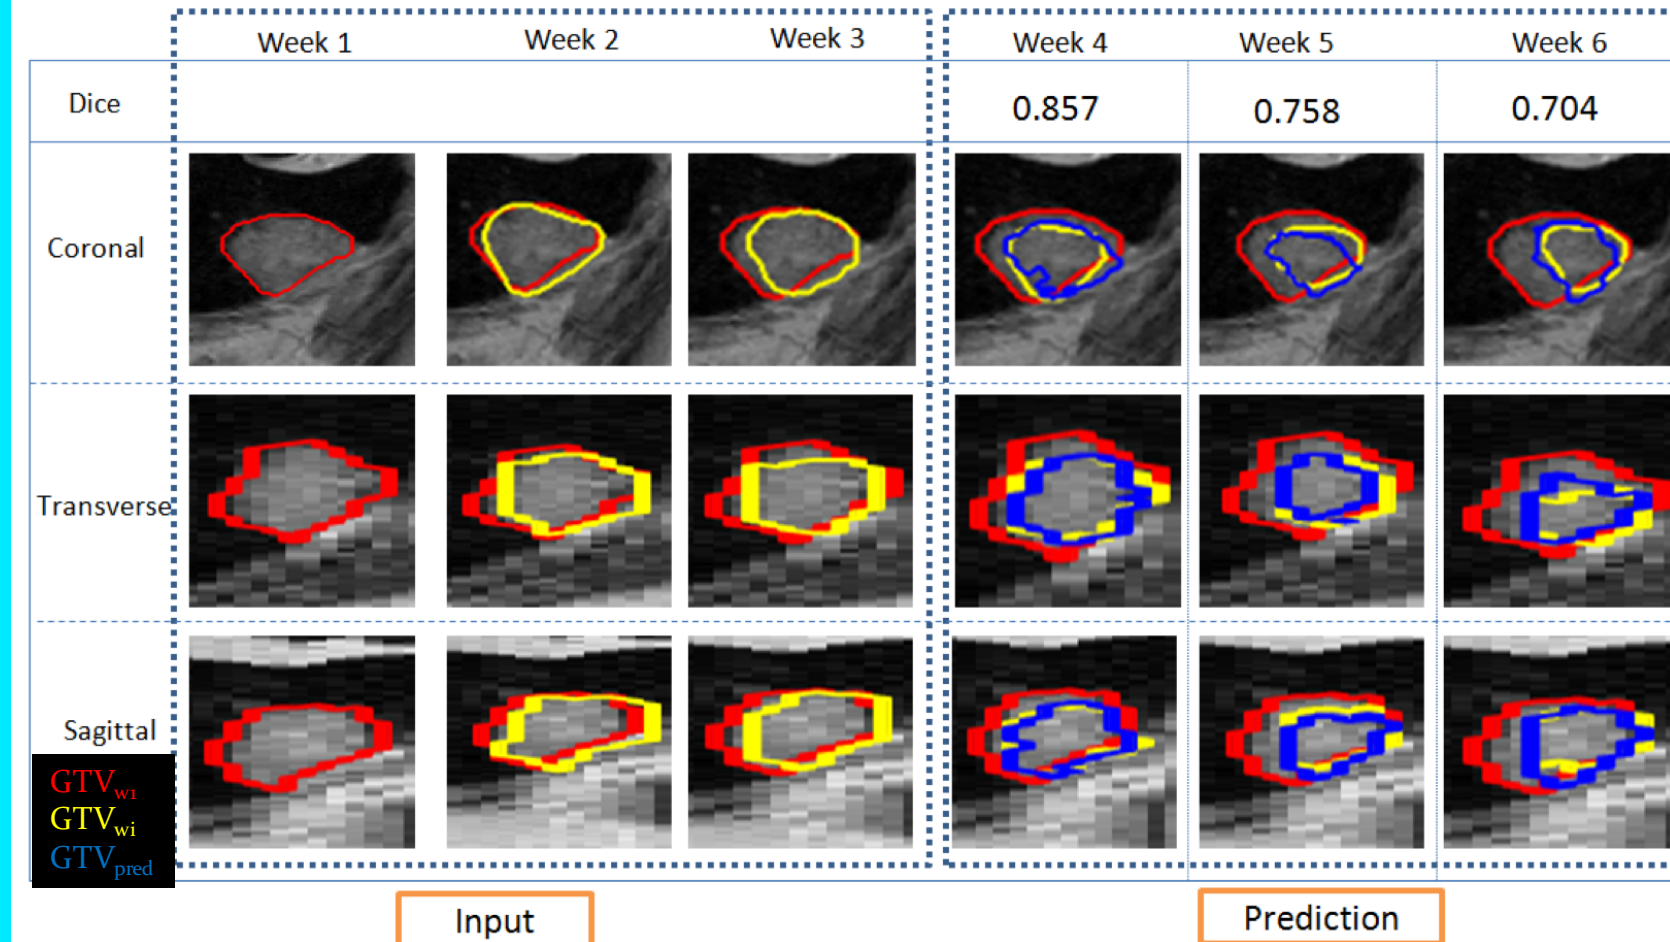 Week 1 Week 2 Week 3 Week 4 Week 5 Week 6
Dice 0.857 0.758 0.704
Coronal
Transverse
Sagittal
GTVw1
GTVwi
GTVpred
Input Prediction